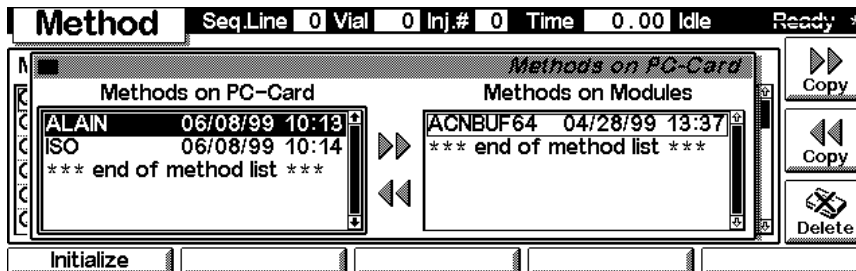 Method Seq.Line 0 Vial 0 Inj.# 0 Time 0.00 Idle Ready *
Methods on PC-Card
Methods on PC-Card Methods on Modules
ALAIN 06/08/99 10:13
ISO 06/08/99 10:14
*** end of method list ***
ACNBUF64 04/28/99 13:37
*** end of method list ***
Copy
Copy
Delete
Initialize